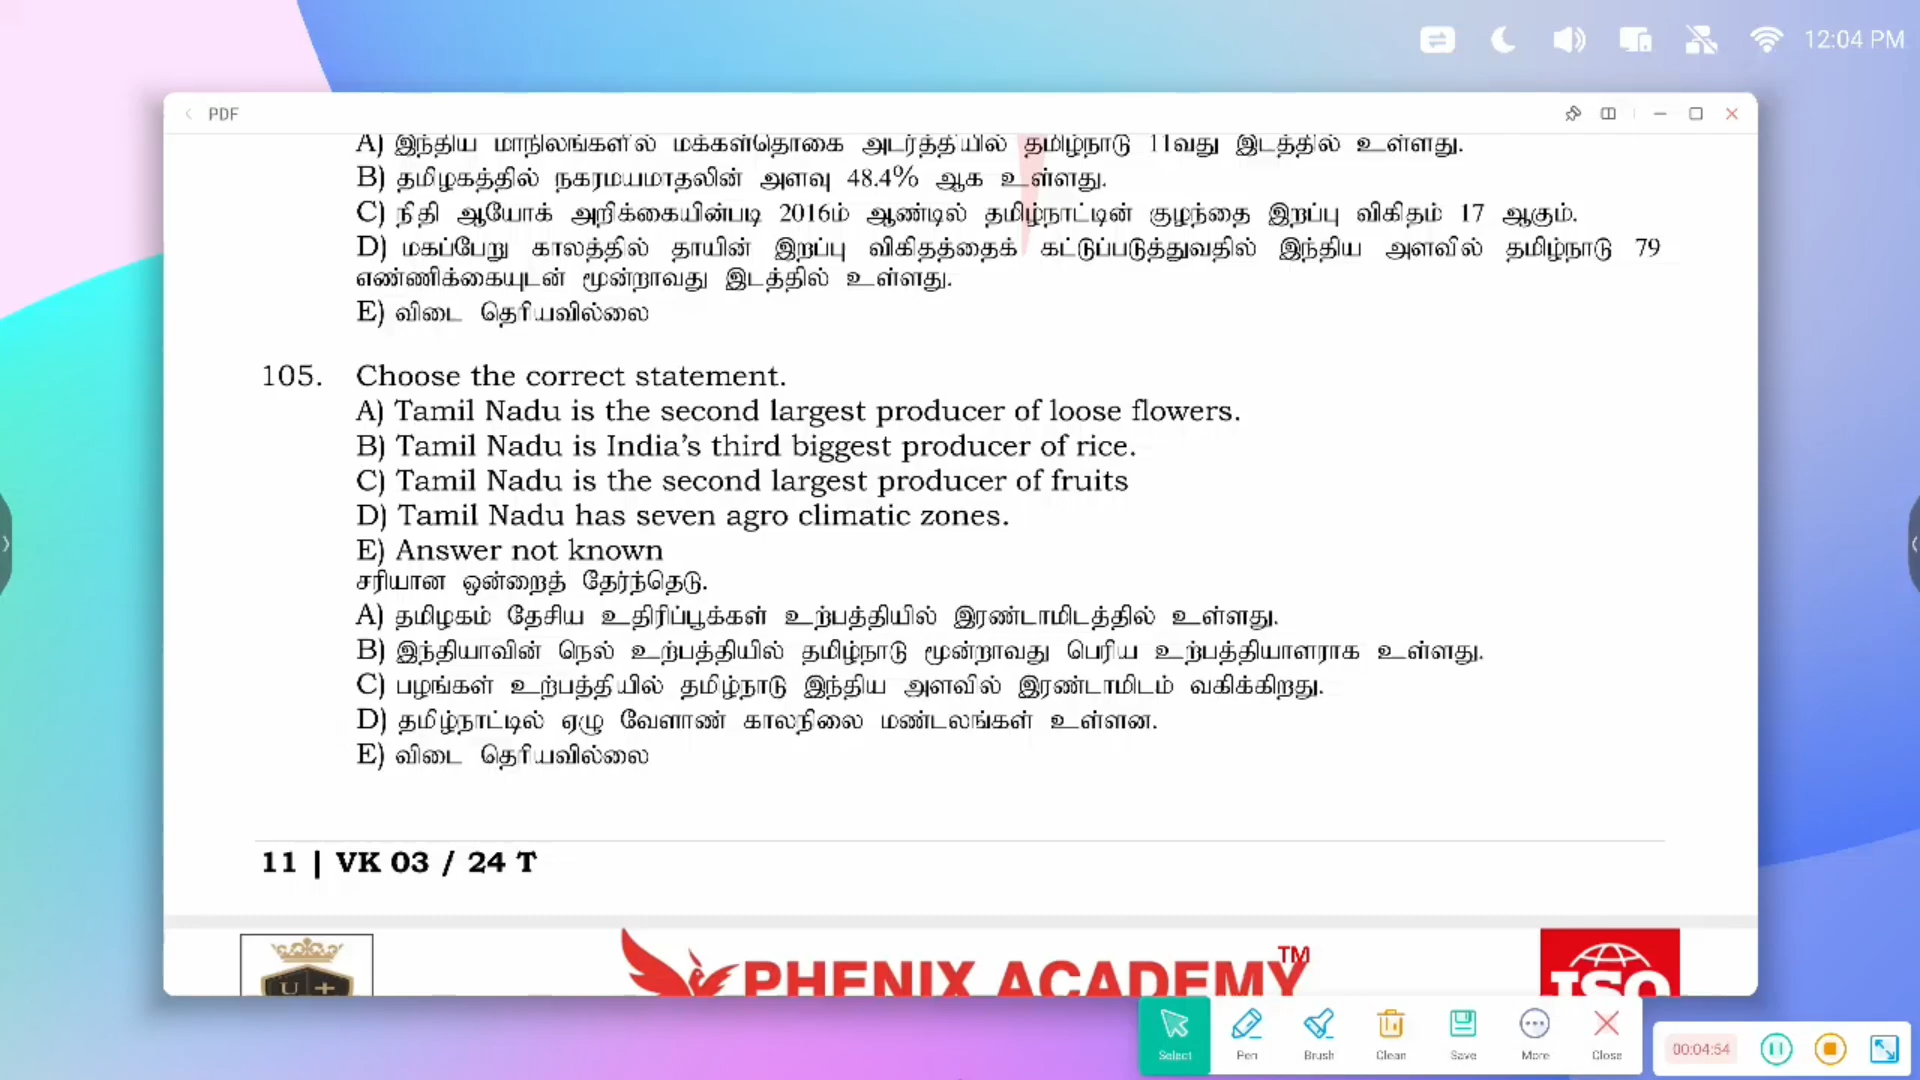 12:04 PM
PDF
A) இந்திய மாநிலங்களில் மக்கள்தொகை அடர்த்தியில் தமிழ்நாடு 11வது இடத்தில் உள்ளது.
B) தமிழகத்தில் நகரமயமாதலின் அளவு 48.4% ஆக உள்ளது.
C) நிதி ஆயோக் அறிக்கையின்படி 2016ம் ஆண்டில் தமிழ்நாட்டின் குழந்தை இறப்பு விகிதம் 17 ஆகும்.
D) மகப்பேறு காலத்தில் தாயின் இறப்பு விகிதத்தைக் கட்டுப்படுத்துவதில் இந்திய அளவில் தமிழ்நாடு 79
எண்ணிக்கையுடன் மூன்றாவது இடத்தில் உள்ளது.
E) விடை தெரியவில்லை
105. Choose the correct statement.
A) Tamil Nadu is the second largest producer of loose flowers.
B) Tamil Nadu is India's third biggest producer of rice.
C) Tamil Nadu is the second largest producer of fruits
D) Tamil Nadu has seven agro climatic zones.
E) Answer not known
சரியான ஒன்றைத் தேர்ந்தெடு.
A) தமிழகம் தேசிய உதிரிப்பூக்கள் உற்பத்தியில் இரண்டாமிடத்தில் உள்ளது.
B) இந்தியாவின் நெல் உற்பத்தியில் தமிழ்நாடு மூன்றாவது பெரிய உற்பத்தியாளராக உள்ளது.
C) பழங்கள் உற்பத்தியில் தமிழ்நாடு இந்திய அளவில் இரண்டாமிடம் வகிக்கிறது.
D) தமிழ்நாட்டில் ஏழு வேளாண் காலநிலை மண்டலங்கள் உள்ளன.
E) விடை தெரியவில்லை
11 | VK 03 / 24 T
U +
PHENIX ACADEMY TM
ISO
Select Pen Brush Clean Save More Close
00:04:54